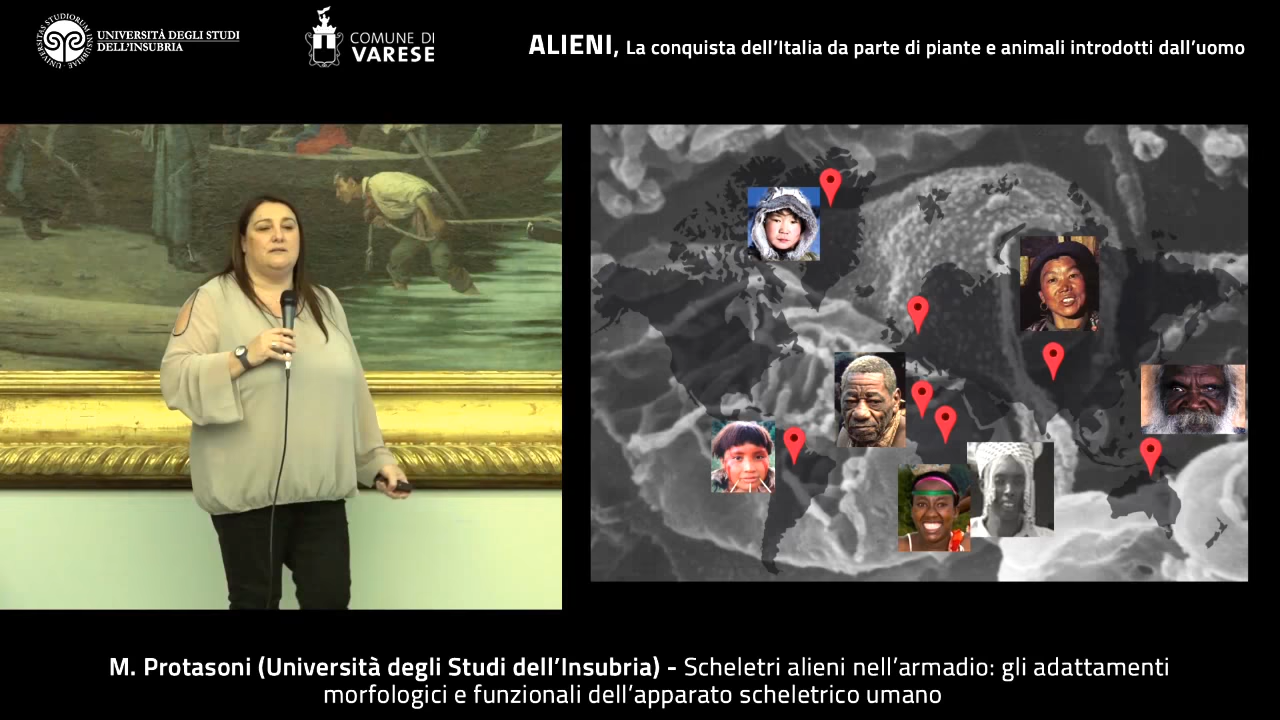 UNIVERSITÀ DEGLI STUDI
DELL'INSUBRIA
COMUNE DI
VARESE
ALIENI, La conquista dell'Italia da parte di piante e animali introdotti dall'uomo
M. Protasoni (Università degli Studi dell'Insubria) - Scheletri alieni nell'armadio: gli adattamenti
morfologici e funzionali dell'apparato scheletrico umano